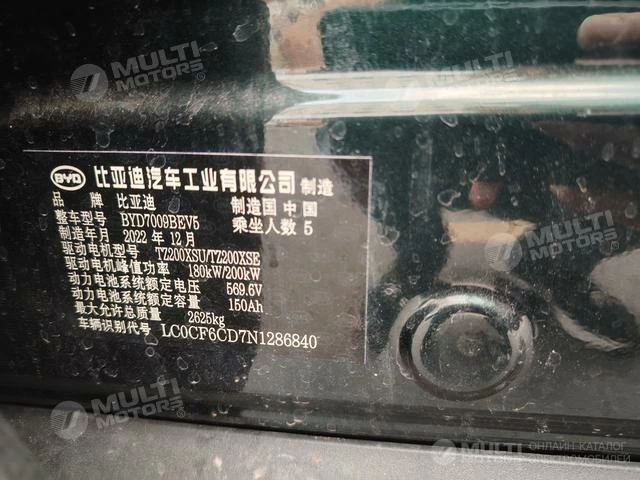 MULTI MOTORS®
MULTI MOTORS®
MULTI
BYD 比亚迪汽车工业有限公司 制造
品 牌 比亚迪 制造国 中国
整车型号 BYD7009BEV5 乘坐人数 5
制造年月 2022 年 12 月
驱动电机型号 TZ200XSU/TZ200XSE
驱动电机峰值功率 180kW/200kW
动力电池系统额定电压 569.6V
动力电池系统额定容量 150Ah
最大允许总质量 2625kg
车辆识别代号 LC0CF6CD7N1286840
MULTI MOTORS®
MULTI ОНЛАЙН-КАТАЛОГ
АВТОМОБИЛЕЙ